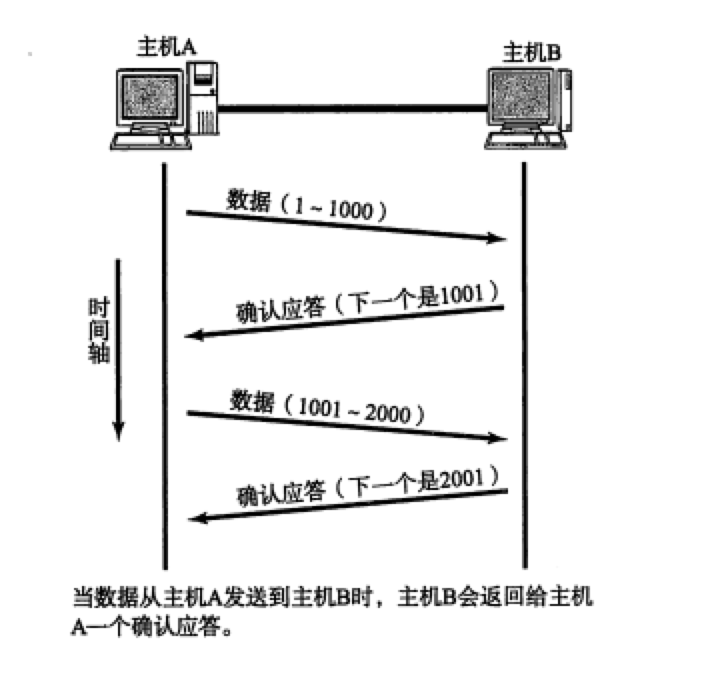 主机A
主机B
数据（1～1000）
确认应答（下一个是1001）
时间轴
数据（1001～2000）
确认应答（下一个是2001）
当数据从主机A发送到主机B时，主机B会返回给主机
A一个确认应答。